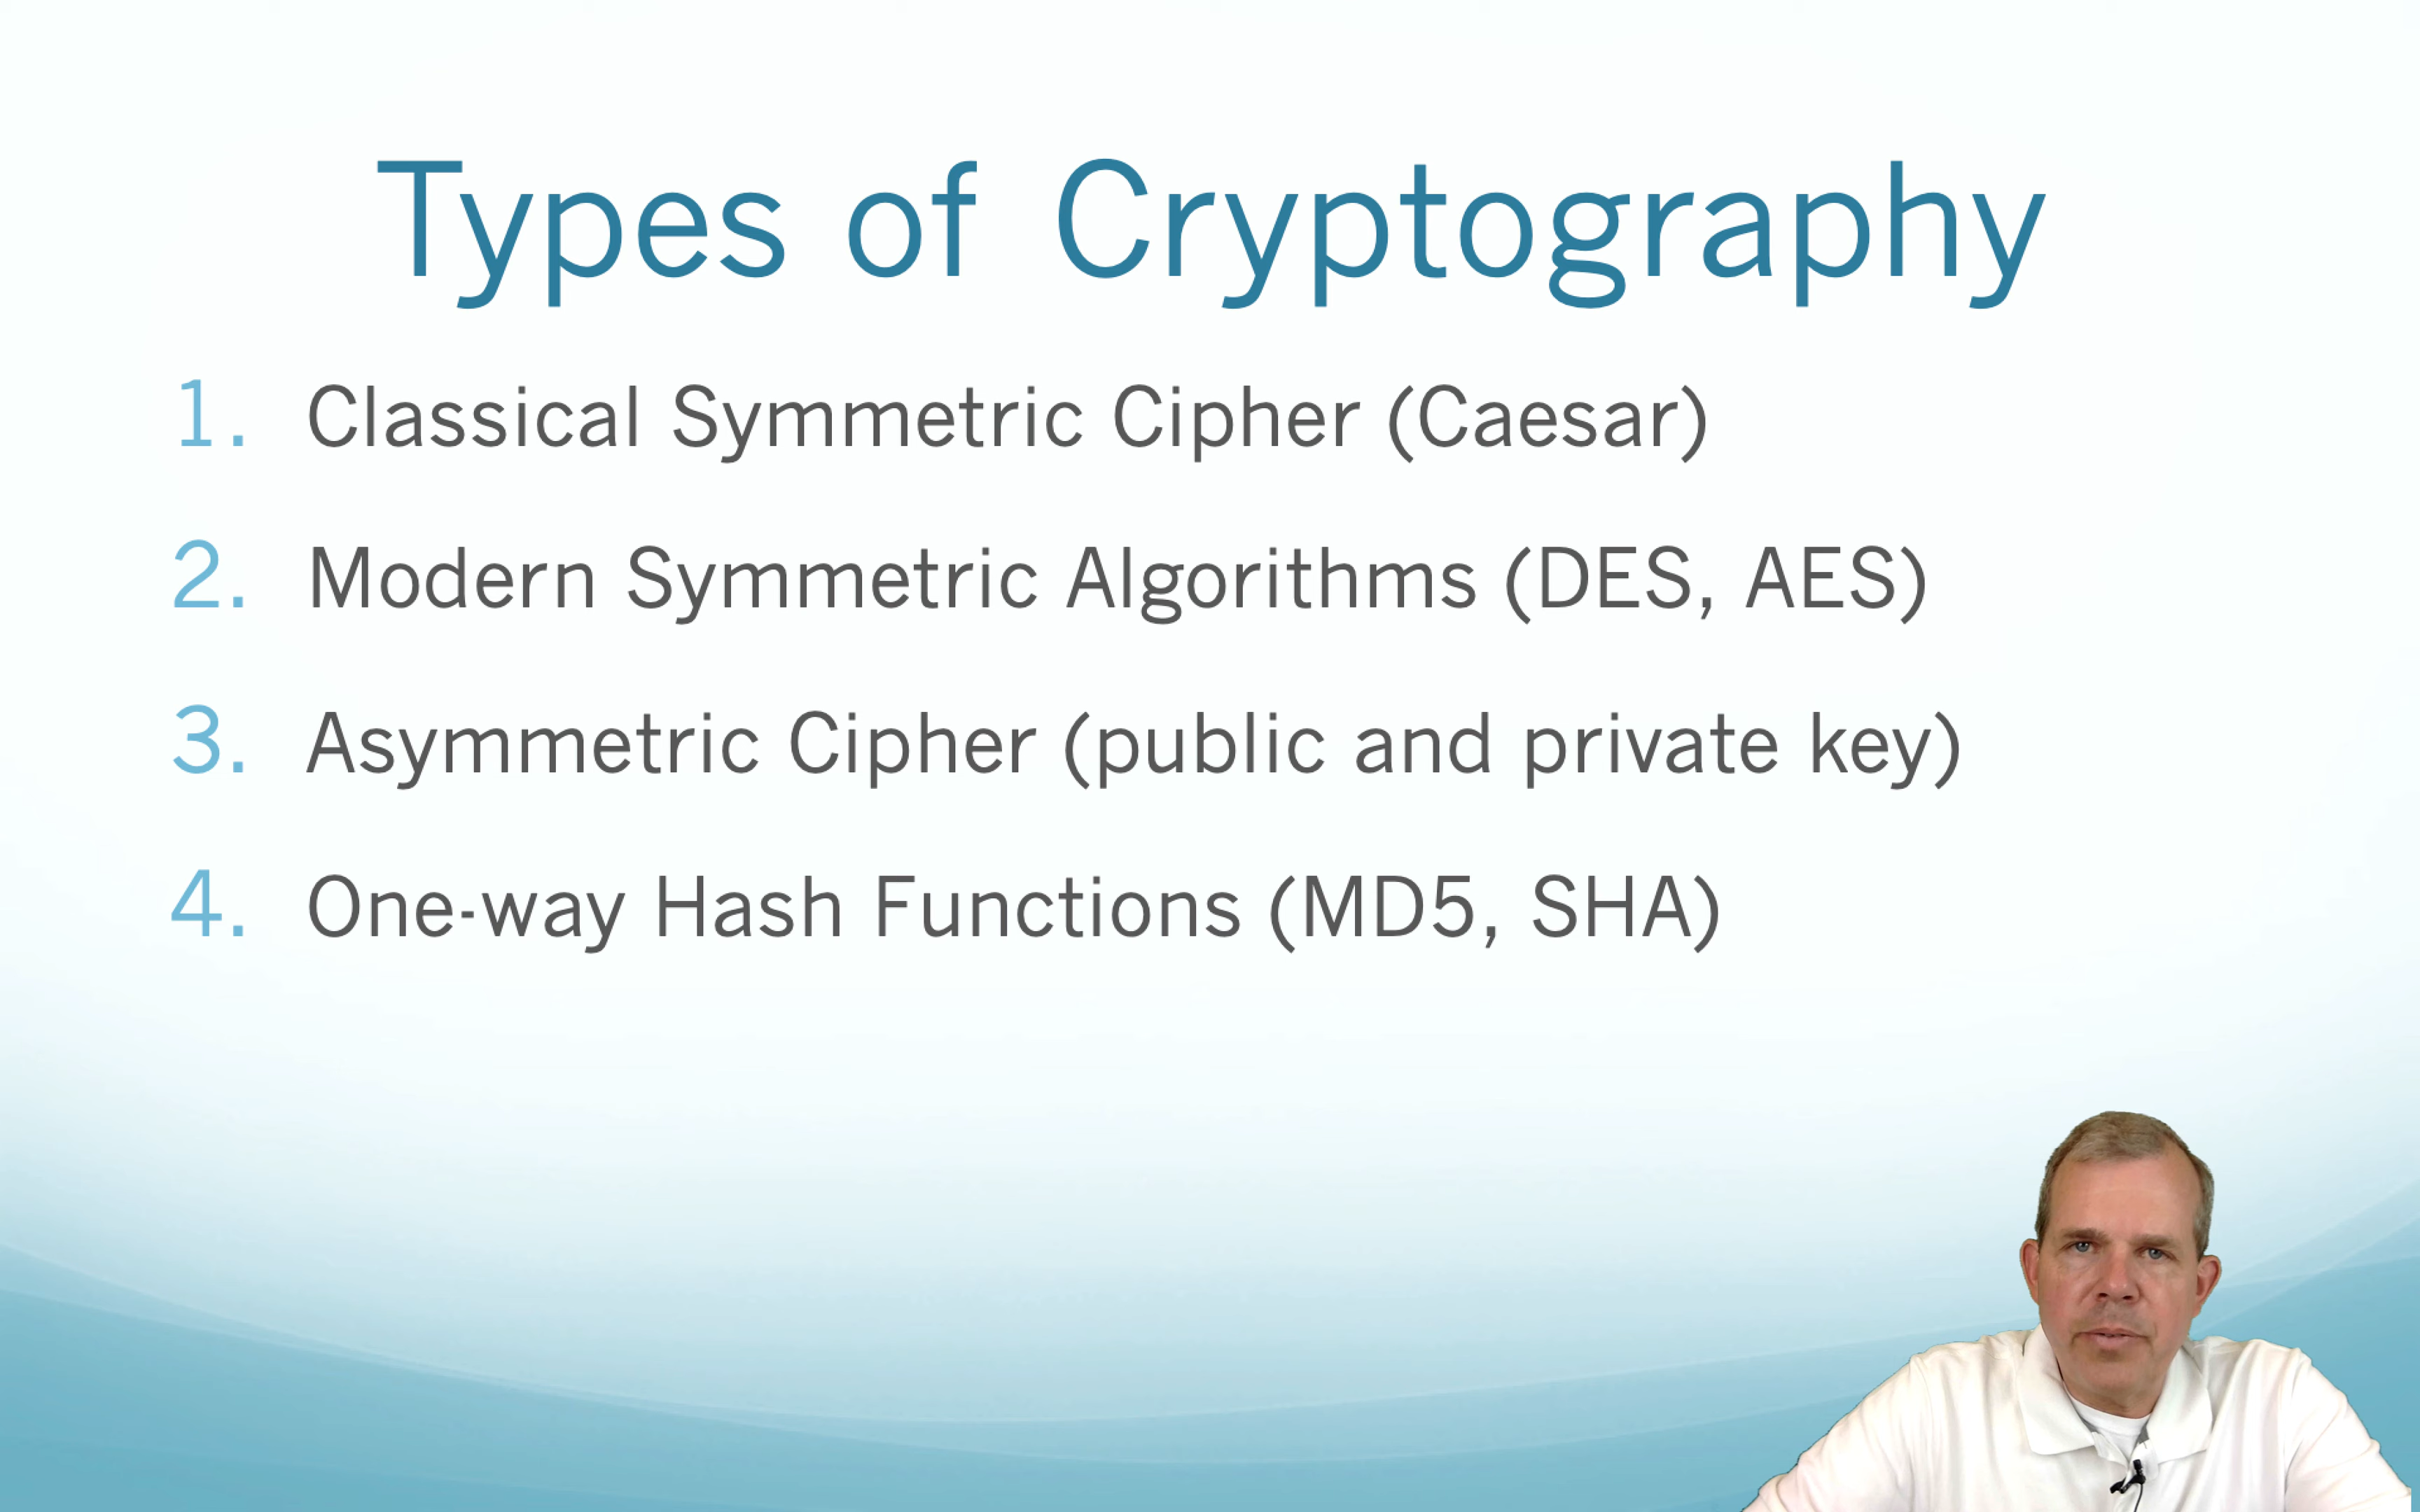 Types of Cryptography
1. Classical Symmetric Cipher (Caesar)
2. Modern Symmetric Algorithms (DES, AES)
3. Asymmetric Cipher (public and private key)
4. One-way Hash Functions (MD5, SHA)